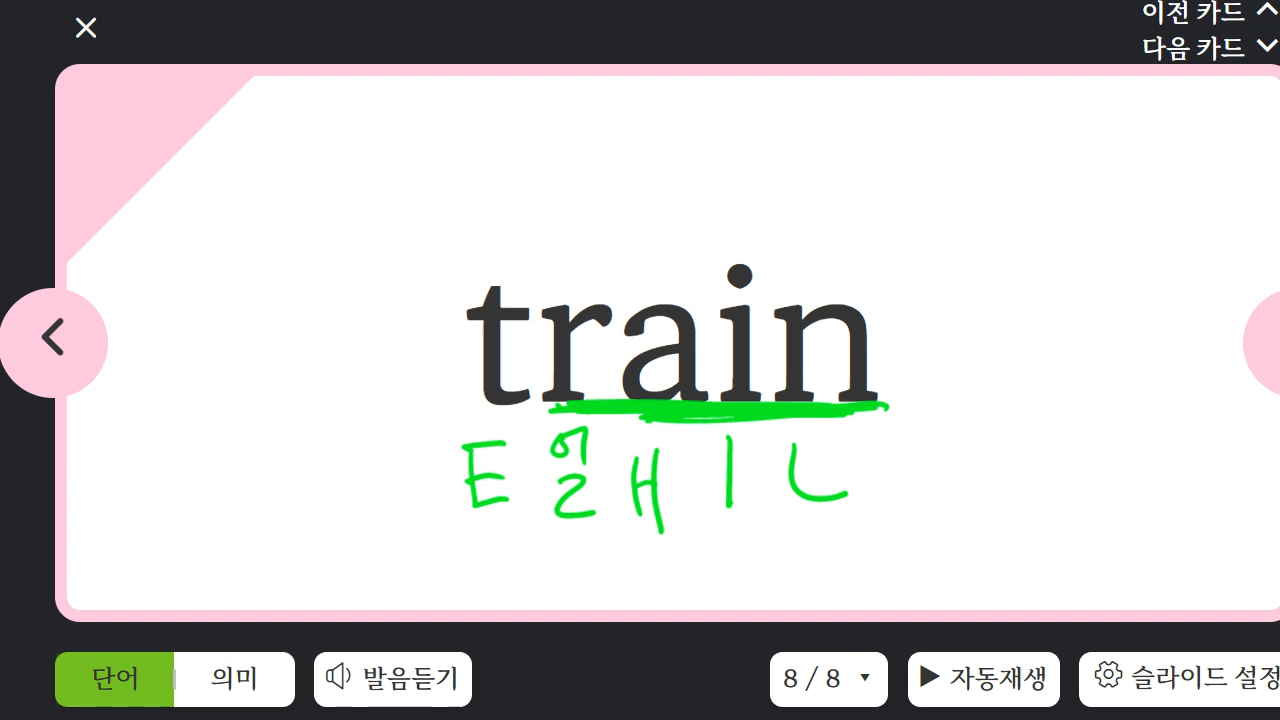 이전 카드
다음 카드
train
ㅌ 얼 ㅐ ㅣ ㄴ
단어 의미 발음듣기 8 / 8 자동재생 슬라이드 설정